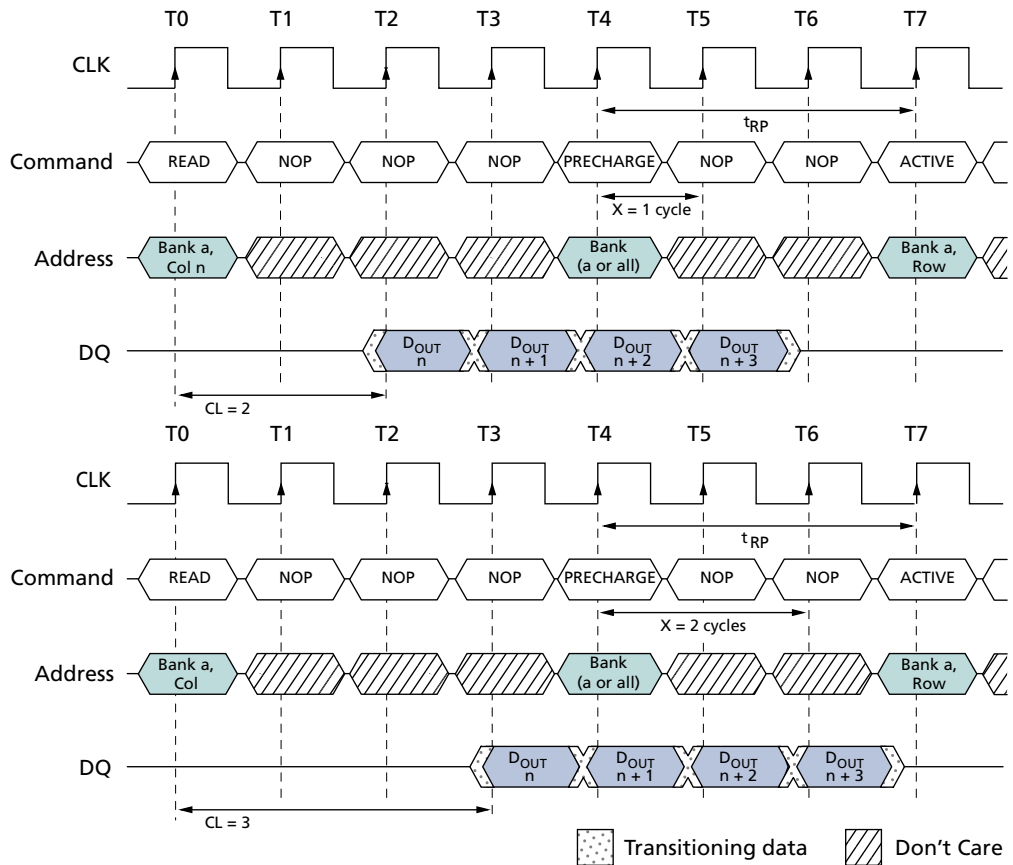 T0 T1 T2 T3 T4 T5 T6 T7
CLK
tRP
Command READ NOP NOP NOP PRECHARGE NOP NOP ACTIVE
X = 1 cycle
Address Bank a, Col n Bank (a or all) Bank a, Row
DQ DOUT n DOUT n + 1 DOUT n + 2 DOUT n + 3
CL = 2
T0 T1 T2 T3 T4 T5 T6 T7
CLK
tRP
Command READ NOP NOP NOP PRECHARGE NOP NOP ACTIVE
X = 2 cycles
Address Bank a, Col Bank (a or all) Bank a, Row
DQ DOUT n DOUT n + 1 DOUT n + 2 DOUT n + 3
CL = 3
Transitioning data Don't Care